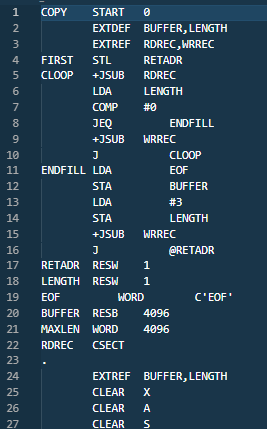 1 COPY START 0
2 EXTDEF BUFFER,LENGTH
3 EXTREF RDREC,WRREC
4 FIRST STL RETADR
5 CLOOP +JSUB RDREC
6 LDA LENGTH
7 COMP #0
8 JEQ ENDFILL
9 +JSUB WRREC
10 J CLOOP
11 ENDFILL LDA EOF
12 STA BUFFER
13 LDA #3
14 STA LENGTH
15 +JSUB WRREC
16 J @RETADR
17 RETADR RESW 1
18 LENGTH RESW 1
19 EOF WORD C'EOF'
20 BUFFER RESB 4096
21 MAXLEN WORD 4096
22 RDREC CSECT
23 .
24 EXTREF BUFFER,LENGTH
25 CLEAR X
26 CLEAR A
27 CLEAR S